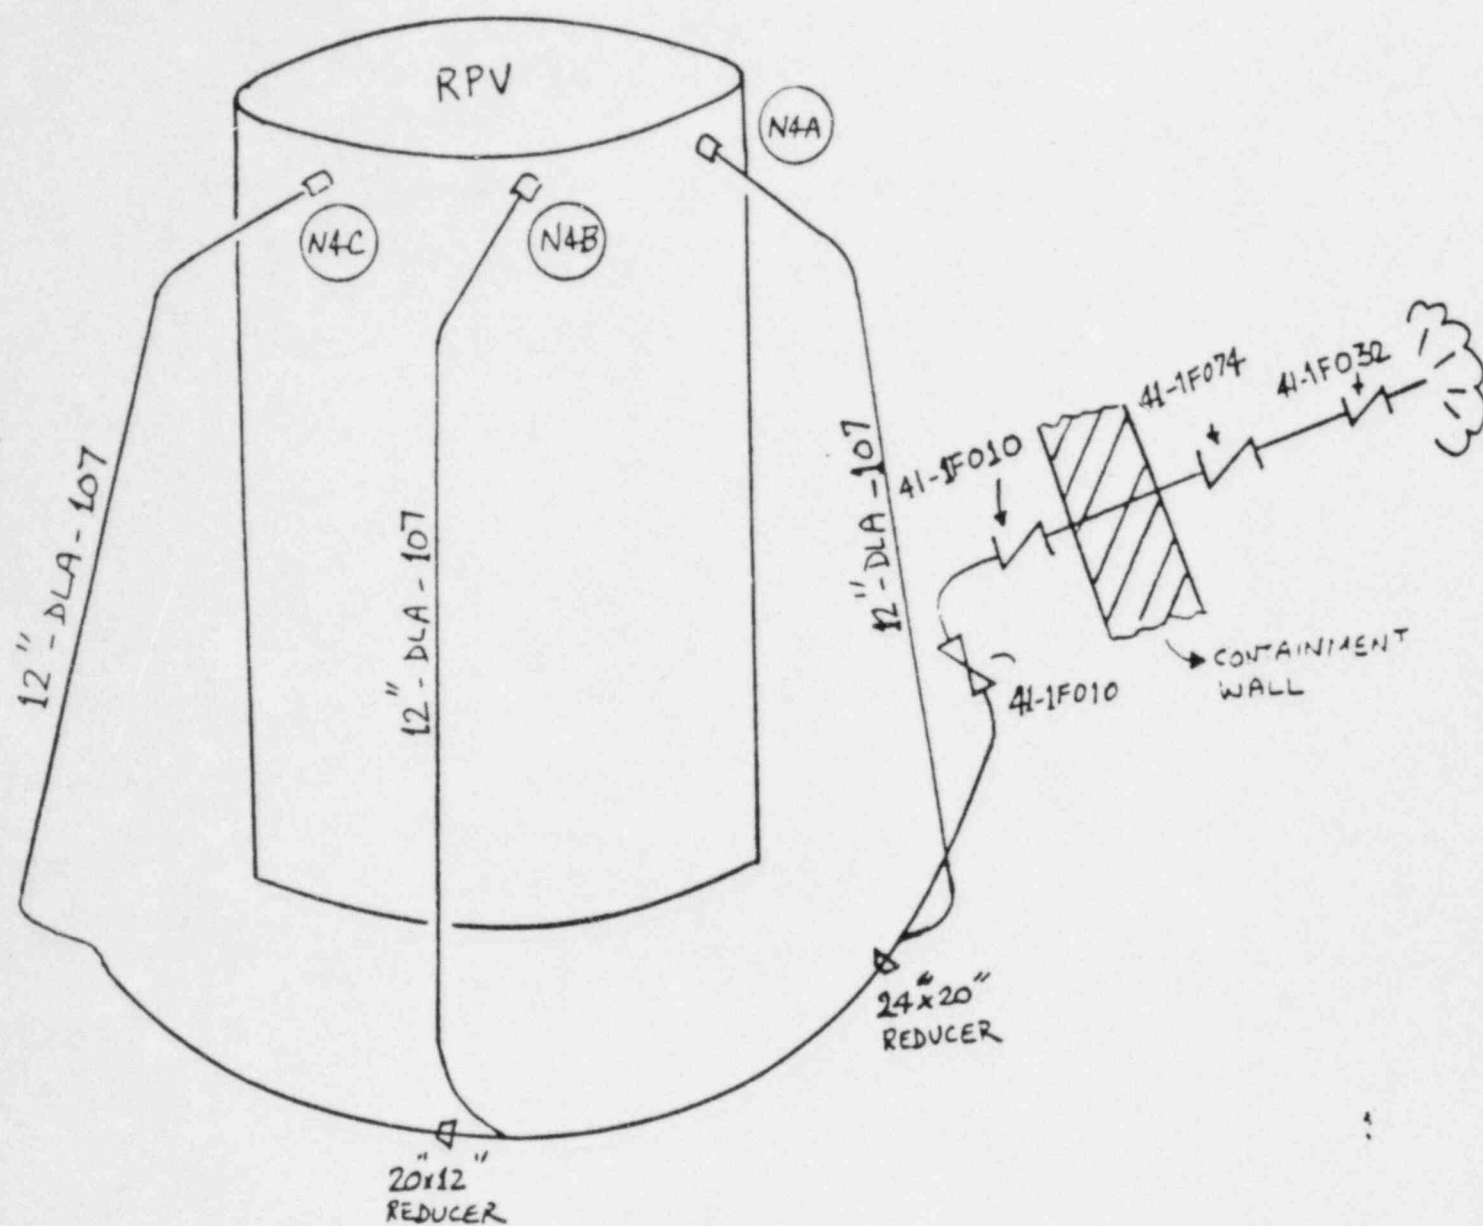 RPV
N4A
N4C
N4B
41-1F074
41-1F032
41-1F010
12"-DLA-107
12"-DLA-107
12"-DLA-107
CONTAINMENT
WALL
41-1F010
24"x20"
REDUCER
20"x12"
REDUCER